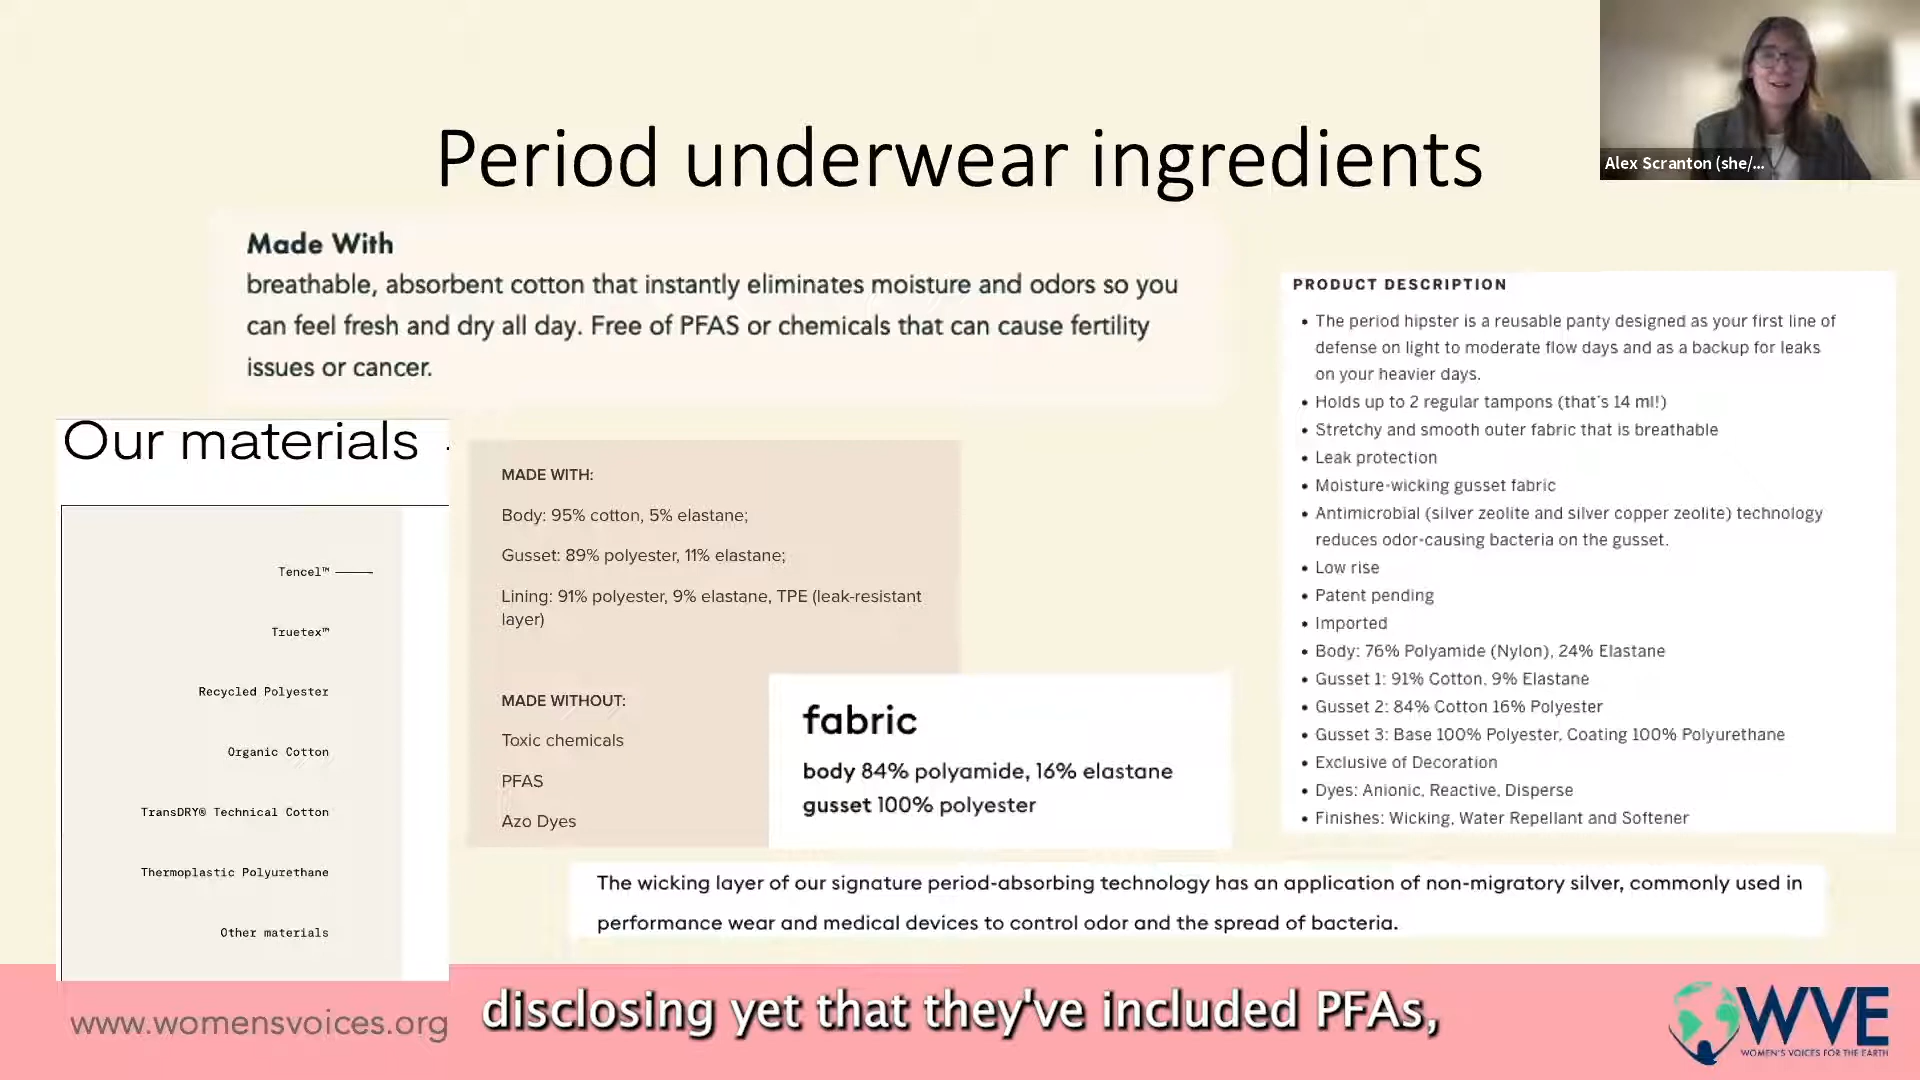 Period underwear ingredients
Alex Scranton (she/...
Made With
breathable, absorbent cotton that instantly eliminates moisture and odors so you
can feel fresh and dry all day. Free of PFAS or chemicals that can cause fertility
issues or cancer.
Our materials
Tencel™
Truetex™
Recycled Polyester
Organic Cotton
TransDRY® Technical Cotton
Thermoplastic Polyurethane
Other materials
MADE WITH:
Body: 95% cotton, 5% elastane;
Gusset: 89% polyester, 11% elastane;
Lining: 91% polyester, 9% elastane, TPE (leak-resistant
layer)
MADE WITHOUT:
Toxic chemicals
PFAS
Azo Dyes
fabric
body 84% polyamide, 16% elastane
gusset 100% polyester
PRODUCT DESCRIPTION
• The period hipster is a reusable panty designed as your first line of
defense on light to moderate flow days and as a backup for leaks
on your heavier days.
• Holds up to 2 regular tampons (that's 14 ml!)
• Stretchy and smooth outer fabric that is breathable
• Leak protection
• Moisture-wicking gusset fabric
• Antimicrobial (silver zeolite and silver copper zeolite) technology
reduces odor-causing bacteria on the gusset.
• Low rise
• Patent pending
• Imported
• Body: 76% Polyamide (Nylon), 24% Elastane
• Gusset 1: 91% Cotton, 9% Elastane
• Gusset 2: 84% Cotton 16% Polyester
• Gusset 3: Base 100% Polyester, Coating 100% Polyurethane
• Exclusive of Decoration
• Dyes: Anionic, Reactive, Disperse
• Finishes: Wicking, Water Repellant and Softener
The wicking layer of our signature period-absorbing technology has an application of non-migratory silver, commonly used in
performance wear and medical devices to control odor and the spread of bacteria.
www.womensvoices.org
disclosing yet that they've included PFAs,
WVE
WOMEN'S VOICES FOR THE EARTH